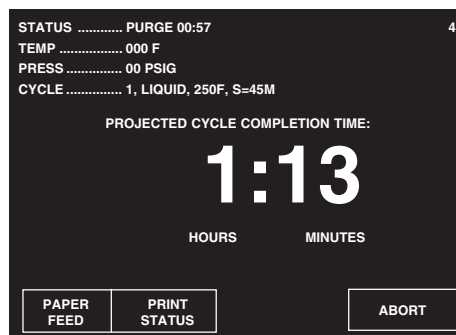 STATUS ............ PURGE 00:57 4
TEMP ................. 000 F
PRESS ............... 00 PSIG
CYCLE ............... 1, LIQUID, 250F, S=45M
PROJECTED CYCLE COMPLETION TIME:
1:13
HOURS MINUTES
PAPER FEED
PRINT STATUS
ABORT